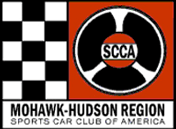 SCCA
MOHAWK-HUDSON REGION
SPORTS CAR CLUB OF AMERICA